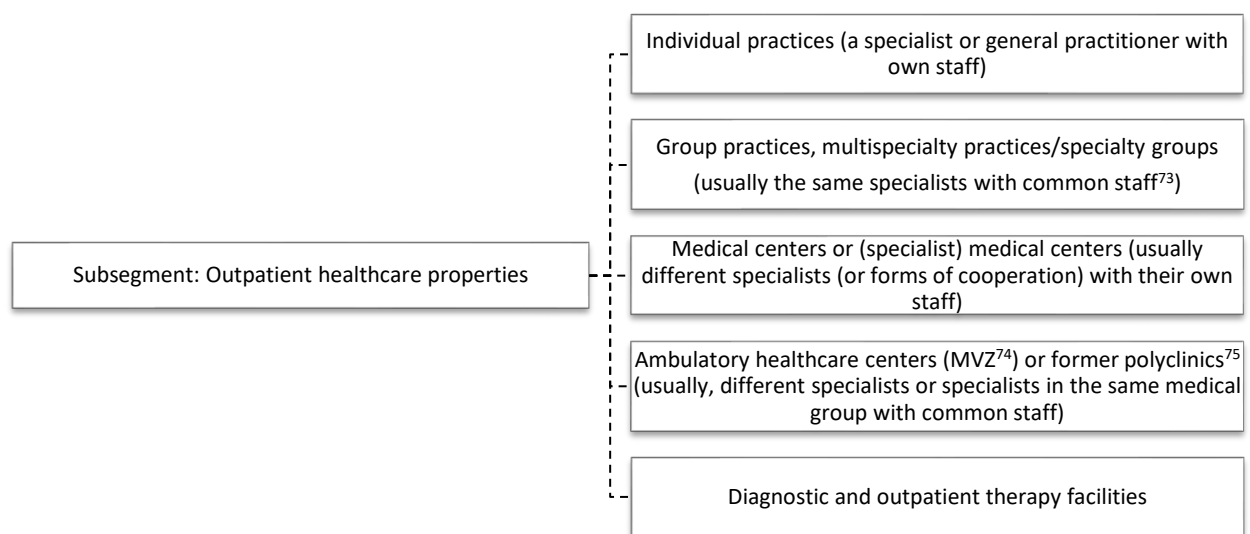 Individual practices (a specialist or general practitioner with
own staff)
Group practices, multispecialty practices/specialty groups
(usually the same specialists with common staff⁷³)
Subsegment: Outpatient healthcare properties
Medical centers or (specialist) medical centers (usually
different specialists (or forms of cooperation) with their own
staff)
Ambulatory healthcare centers (MVZ⁷⁴) or former polyclinics⁷⁵
(usually, different specialists or specialists in the same medical
group with common staff)
Diagnostic and outpatient therapy facilities